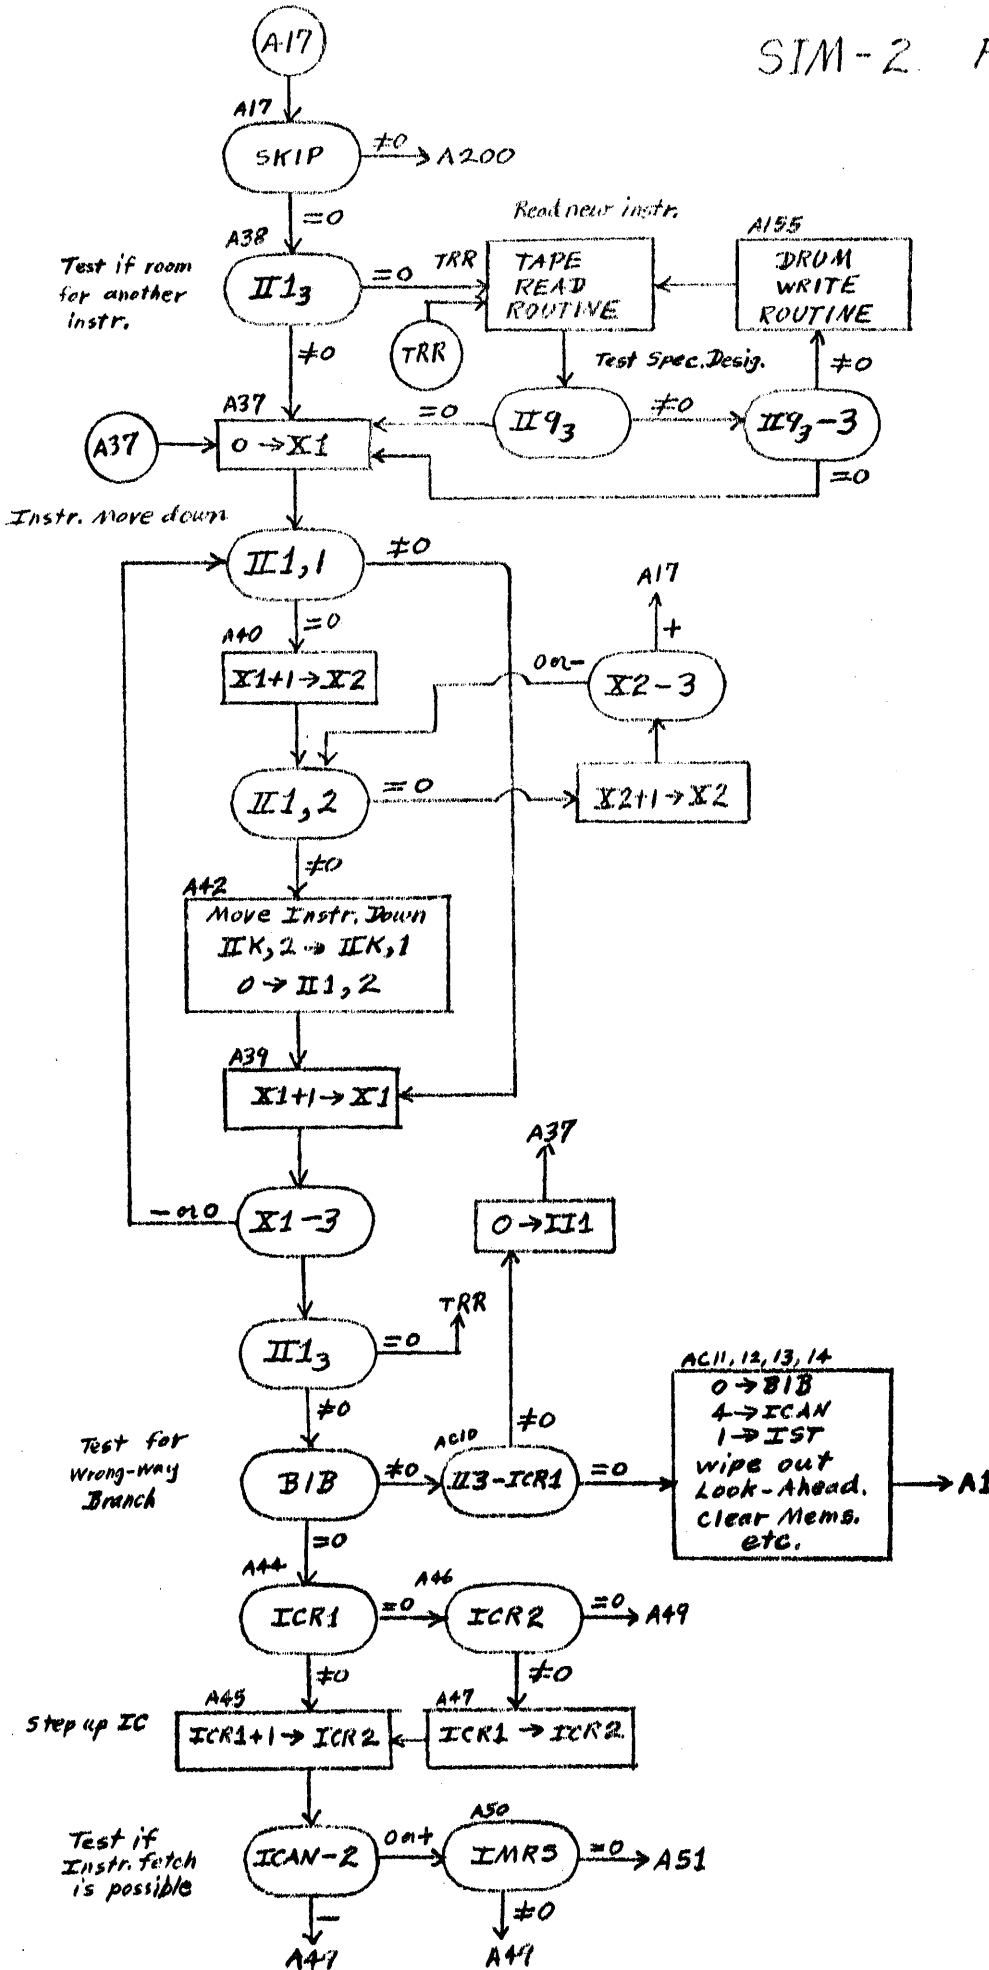 A17
SIM-2
A17
SKIP
≠0
A200
=0
Read new instr.
A38
A155
Test if room
for another
instr.
II1₃
=0
TRR
TAPE
READ
ROUTINE
DRUM
WRITE
ROUTINE
TRR
≠0
Test Spec. Desig.
≠0
A37
=0
II9₃
≠0
II9₃-3
A37
0→X1
=0
Instr. Move down
II1,1
≠0
A17
=0
+
A40
0 or -
X1+1→X2
X2-3
II1,2
=0
X2+1→X2
≠0
A42
Move Instr. Down
IIK,2→IIK,1
0→II1,2
A39
X1+1→X1
A37
- or 0
X1-3
0→II1
TRR
II1₃
=0
≠0
≠0
AC11, 12, 13, 14
0→BIB
4→ICAN
1→IST
wipe out
Look-Ahead.
Clear Mems.
etc.
Test for
Wrong-Way
Branch
AC10
BIB
≠0
II3-ICR1
=0
A1
=0
A44
A46
ICR1
=0
ICR2
=0
A49
≠0
≠0
A45
A47
Step up IC
ICR1+1→ICR2
ICR1→ICR2
A50
Test if
Instr. fetch
is possible
ICAN-2
0 or +
IMRS
=0
A51
-
≠0
A49
A49